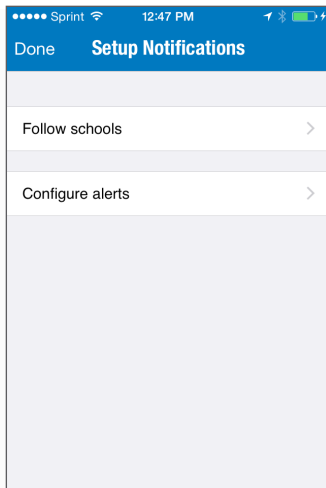 Sprint 12:47 PM
Done Setup Notifications
Follow schools
Configure alerts